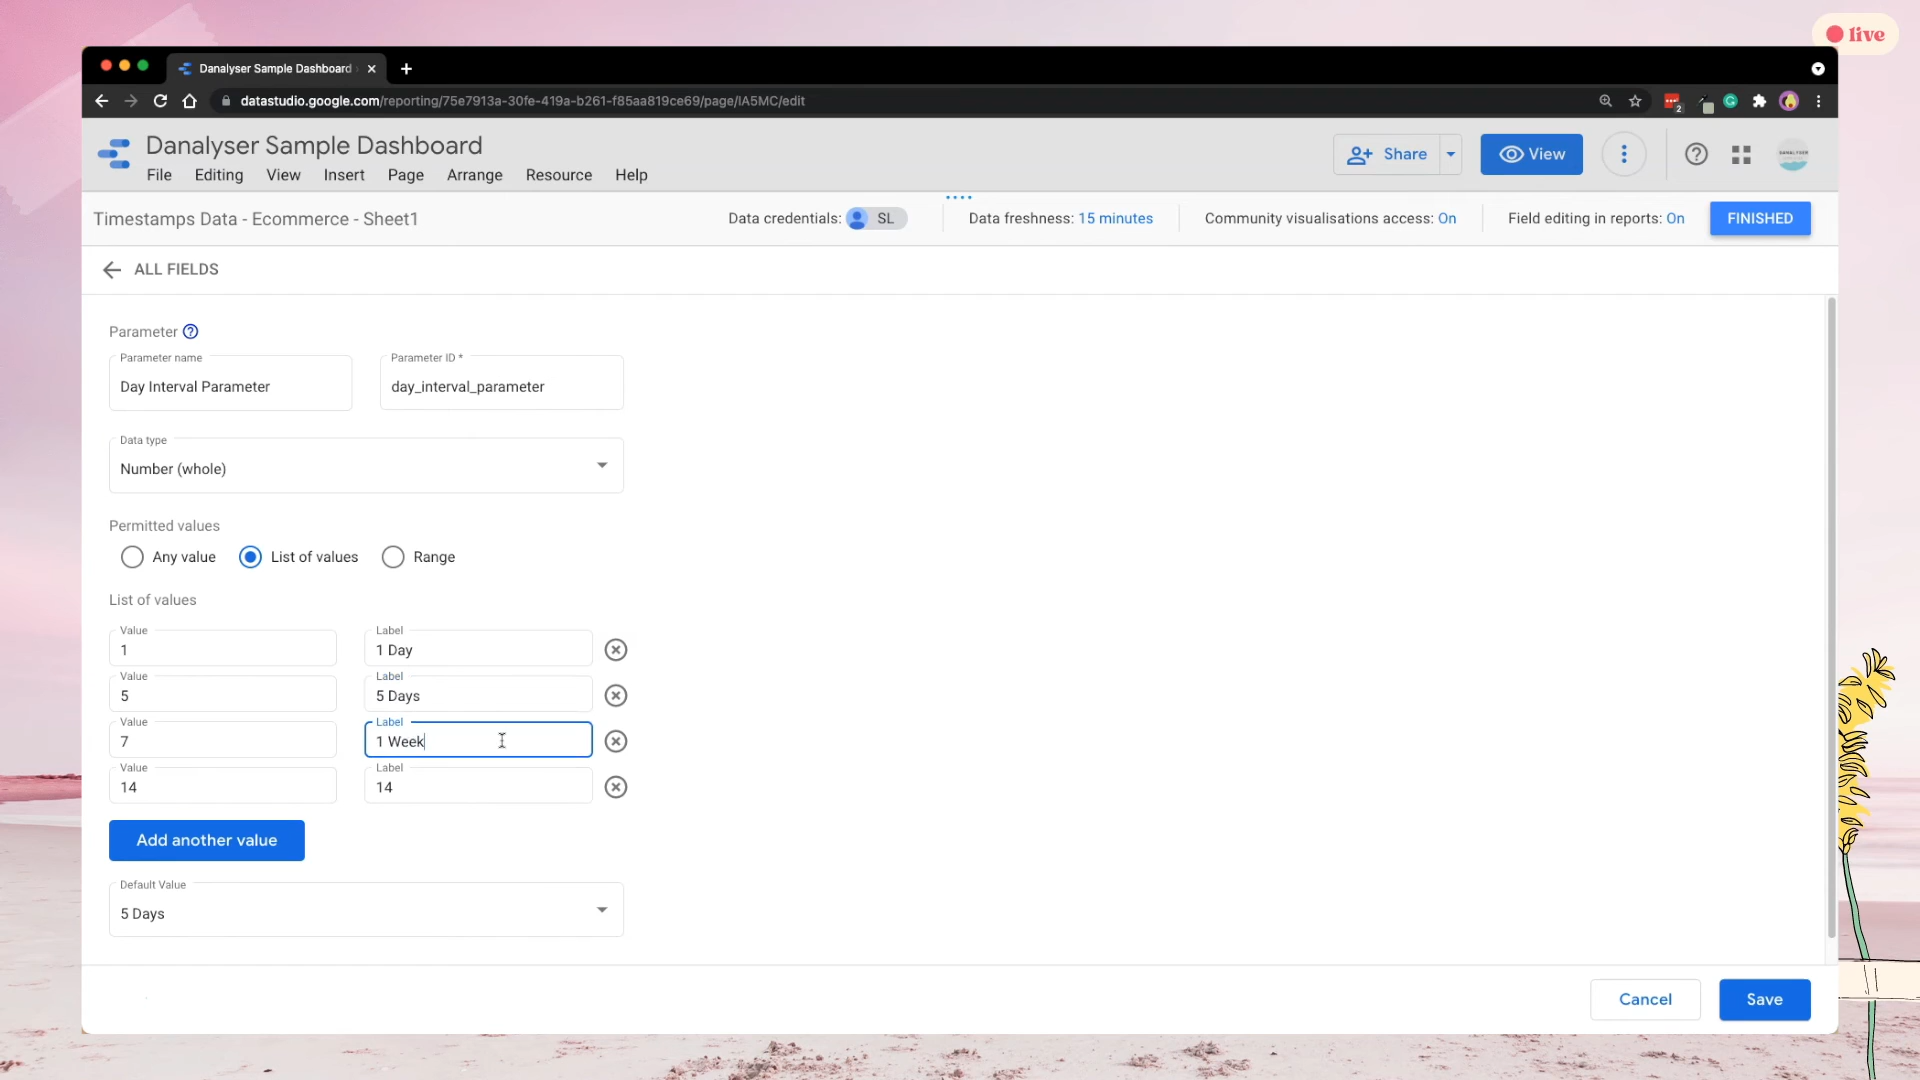 live
Danalyser Sample Dashboard
datastudio.google.com/reporting/75e7913a-30fe-419a-b261-f85aa819ce69/page/IA5MC/edit
2
Danalyser Sample Dashboard
File Editing View Insert Page Arrange Resource Help
Share View
Timestamps Data - Ecommerce - Sheet1
Data credentials: SL
Data freshness: 15 minutes
Community visualisations access: On
Field editing in reports: On
FINISHED
ALL FIELDS
Parameter
Parameter name
Day Interval Parameter
Parameter ID *
day_interval_parameter
Data type
Number (whole)
Permitted values
Any value List of values Range
List of values
Value Label
1 1 Day
Value Label
5 5 Days
Value Label
7 1 Week
Value Label
14 14
Add another value
Default Value
5 Days
Cancel Save